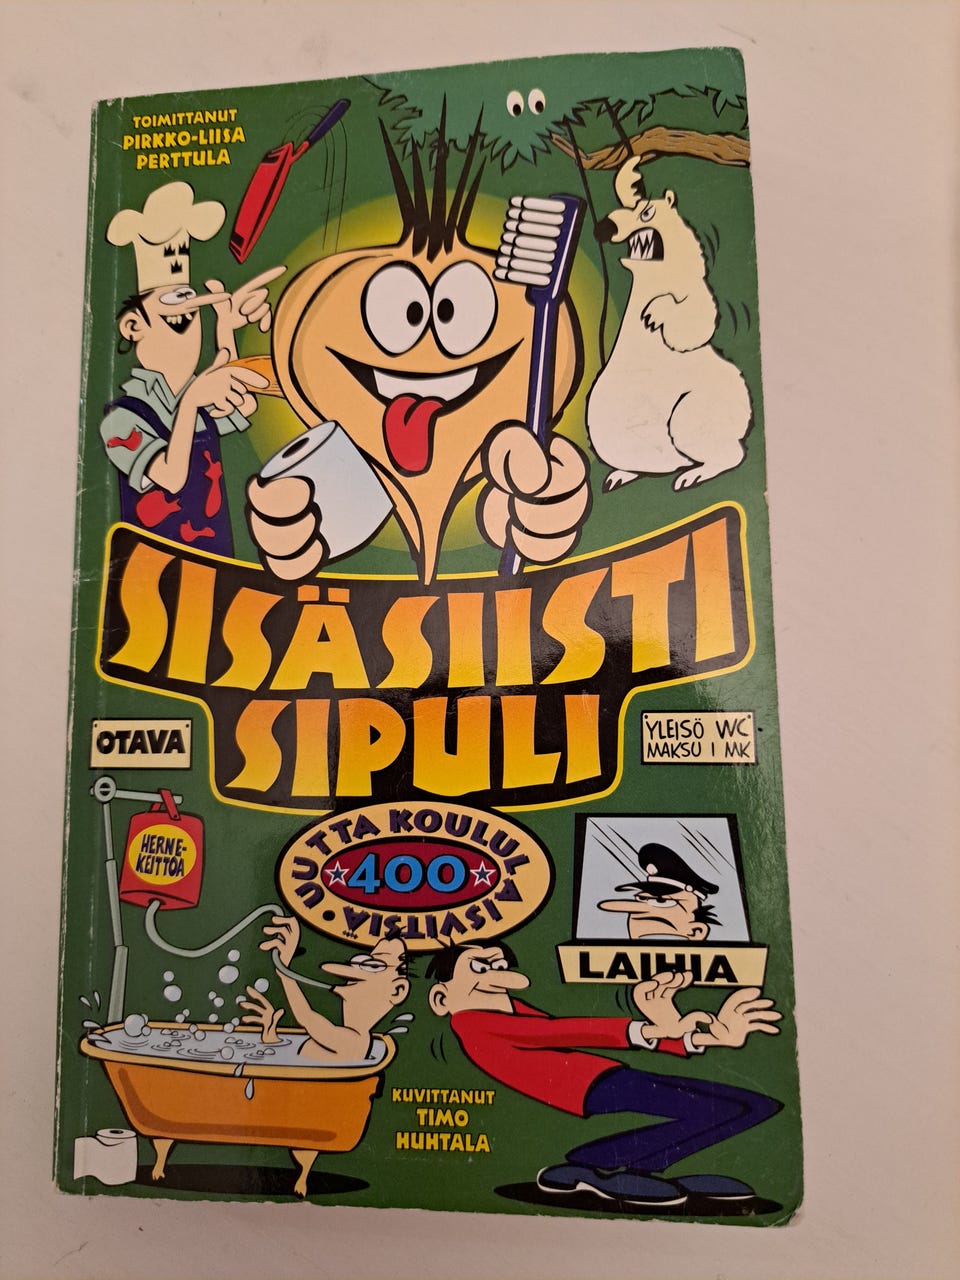 TOIMITTANUT
PIRKKO-LIISA
PERTTULA
SISÄSIISTI
SIPULI
OTAVA
YLEISÖ WC
MAKSU 1 MK
HERNE-
KEITTOA
UUTTA KOULULAISVITSIÄ...
400
LAIHIA
KUVITTANUT
TIMO
HUHTALA